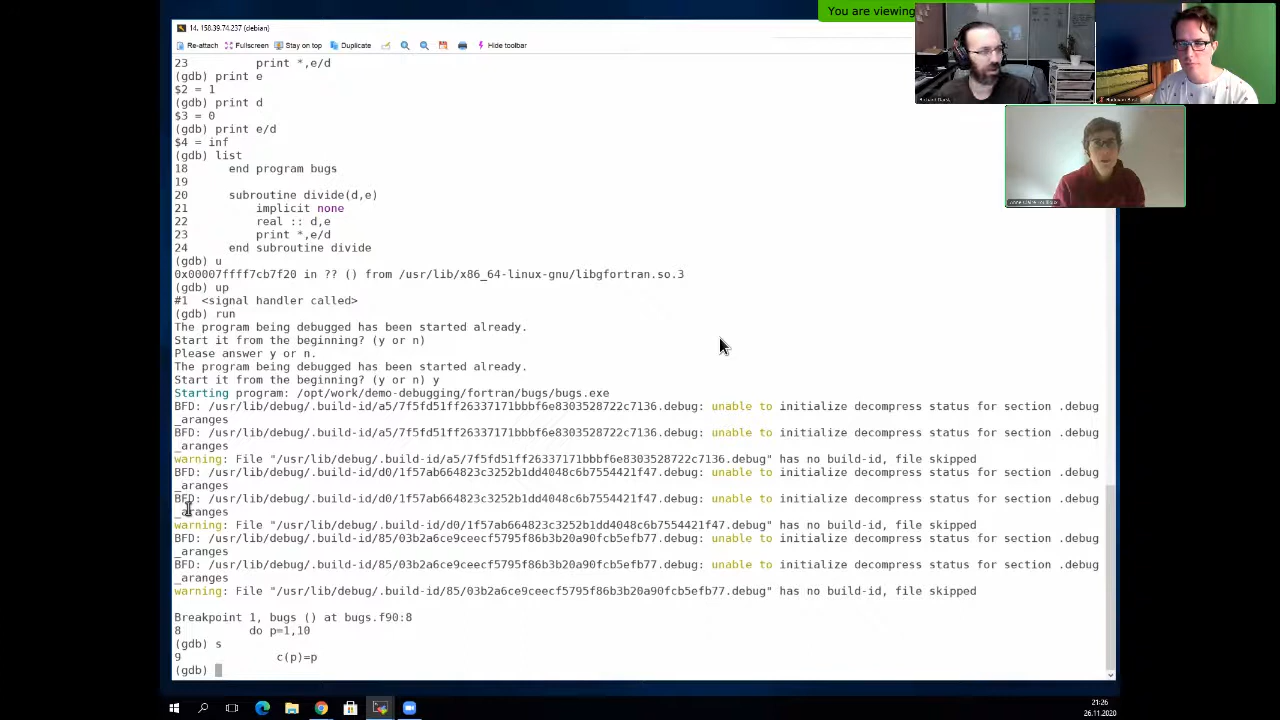 You are viewing
14. 158.39.74.237 (debian)
Re-attach Fullscreen Stay on top Duplicate Hide toolbar
23 print *,e/d
(gdb) print e
$2 = 1
(gdb) print d
$3 = 0
(gdb) print e/d
$4 = inf
(gdb) list
18 end program bugs
19
20 subroutine divide(d,e)
21 implicit none
22 real :: d,e
23 print *,e/d
24 end subroutine divide
(gdb) u
0x00007ffff7cb7f20 in ?? () from /usr/lib/x86_64-linux-gnu/libgfortran.so.3
(gdb) up
#1 <signal handler called>
(gdb) run
The program being debugged has been started already.
Start it from the beginning? (y or n)
Please answer y or n.
The program being debugged has been started already.
Start it from the beginning? (y or n) y
Starting program: /opt/work/demo-debugging/fortran/bugs/bugs.exe
BFD: /usr/lib/debug/.build-id/a5/7f5fd51ff26337171bbbf6e8303528722c7136.debug: unable to initialize decompress status for section .debug
_aranges
BFD: /usr/lib/debug/.build-id/a5/7f5fd51ff26337171bbbf6e8303528722c7136.debug: unable to initialize decompress status for section .debug
_aranges
warning: File "/usr/lib/debug/.build-id/a5/7f5fd51ff26337171bbbf6e8303528722c7136.debug" has no build-id, file skipped
BFD: /usr/lib/debug/.build-id/d0/1f57ab664823c3252b1dd4048c6b7554421f47.debug: unable to initialize decompress status for section .debug
_aranges
BFD: /usr/lib/debug/.build-id/d0/1f57ab664823c3252b1dd4048c6b7554421f47.debug: unable to initialize decompress status for section .debug
_aranges
warning: File "/usr/lib/debug/.build-id/d0/1f57ab664823c3252b1dd4048c6b7554421f47.debug" has no build-id, file skipped
BFD: /usr/lib/debug/.build-id/85/03b2a6ce9ceecf5795f86b3b20a90fcb5efb77.debug: unable to initialize decompress status for section .debug
_aranges
BFD: /usr/lib/debug/.build-id/85/03b2a6ce9ceecf5795f86b3b20a90fcb5efb77.debug: unable to initialize decompress status for section .debug
_aranges
warning: File "/usr/lib/debug/.build-id/85/03b2a6ce9ceecf5795f86b3b20a90fcb5efb77.debug" has no build-id, file skipped
Breakpoint 1, bugs () at bugs.f90:8
8 do p=1,10
(gdb) s
9 c(p)=p
(gdb)
21:26
26.11.2020